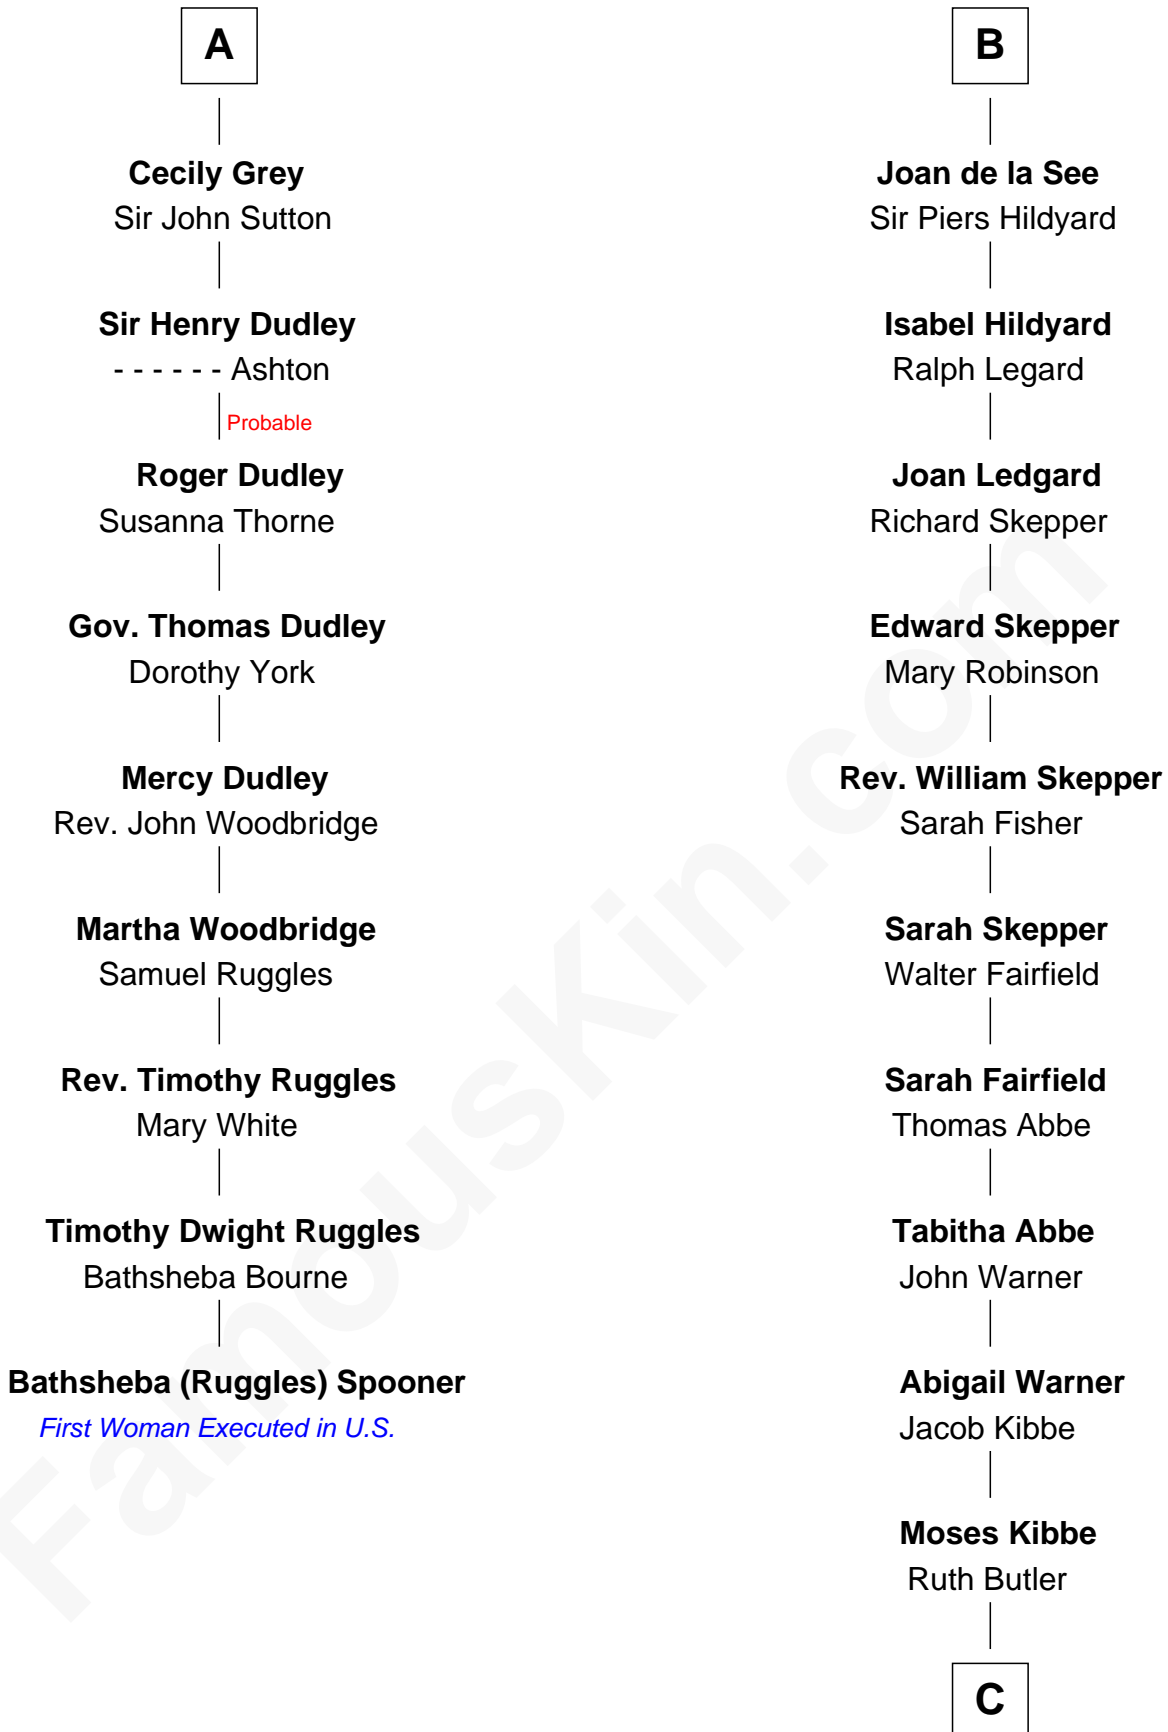 A
Cecily Grey
Sir John Sutton
Sir Henry Dudley
- - - - - - Ashton
Probable
Roger Dudley
Susanna Thorne
Gov. Thomas Dudley
Dorothy York
Mercy Dudley
Rev. John Woodbridge
Martha Woodbridge
Samuel Ruggles
Rev. Timothy Ruggles
Mary White
Timothy Dwight Ruggles
Bathsheba Bourne
Bathsheba (Ruggles) Spooner
First Woman Executed in U.S.
B
Joan de la See
Sir Piers Hildyard
Isabel Hildyard
Ralph Legard
Joan Ledgard
Richard Skepper
Edward Skepper
Mary Robinson
Rev. William Skepper
Sarah Fisher
Sarah Skepper
Walter Fairfield
Sarah Fairfield
Thomas Abbe
Tabitha Abbe
John Warner
Abigail Warner
Jacob Kibbe
Moses Kibbe
Ruth Butler
C
FamousKin.com